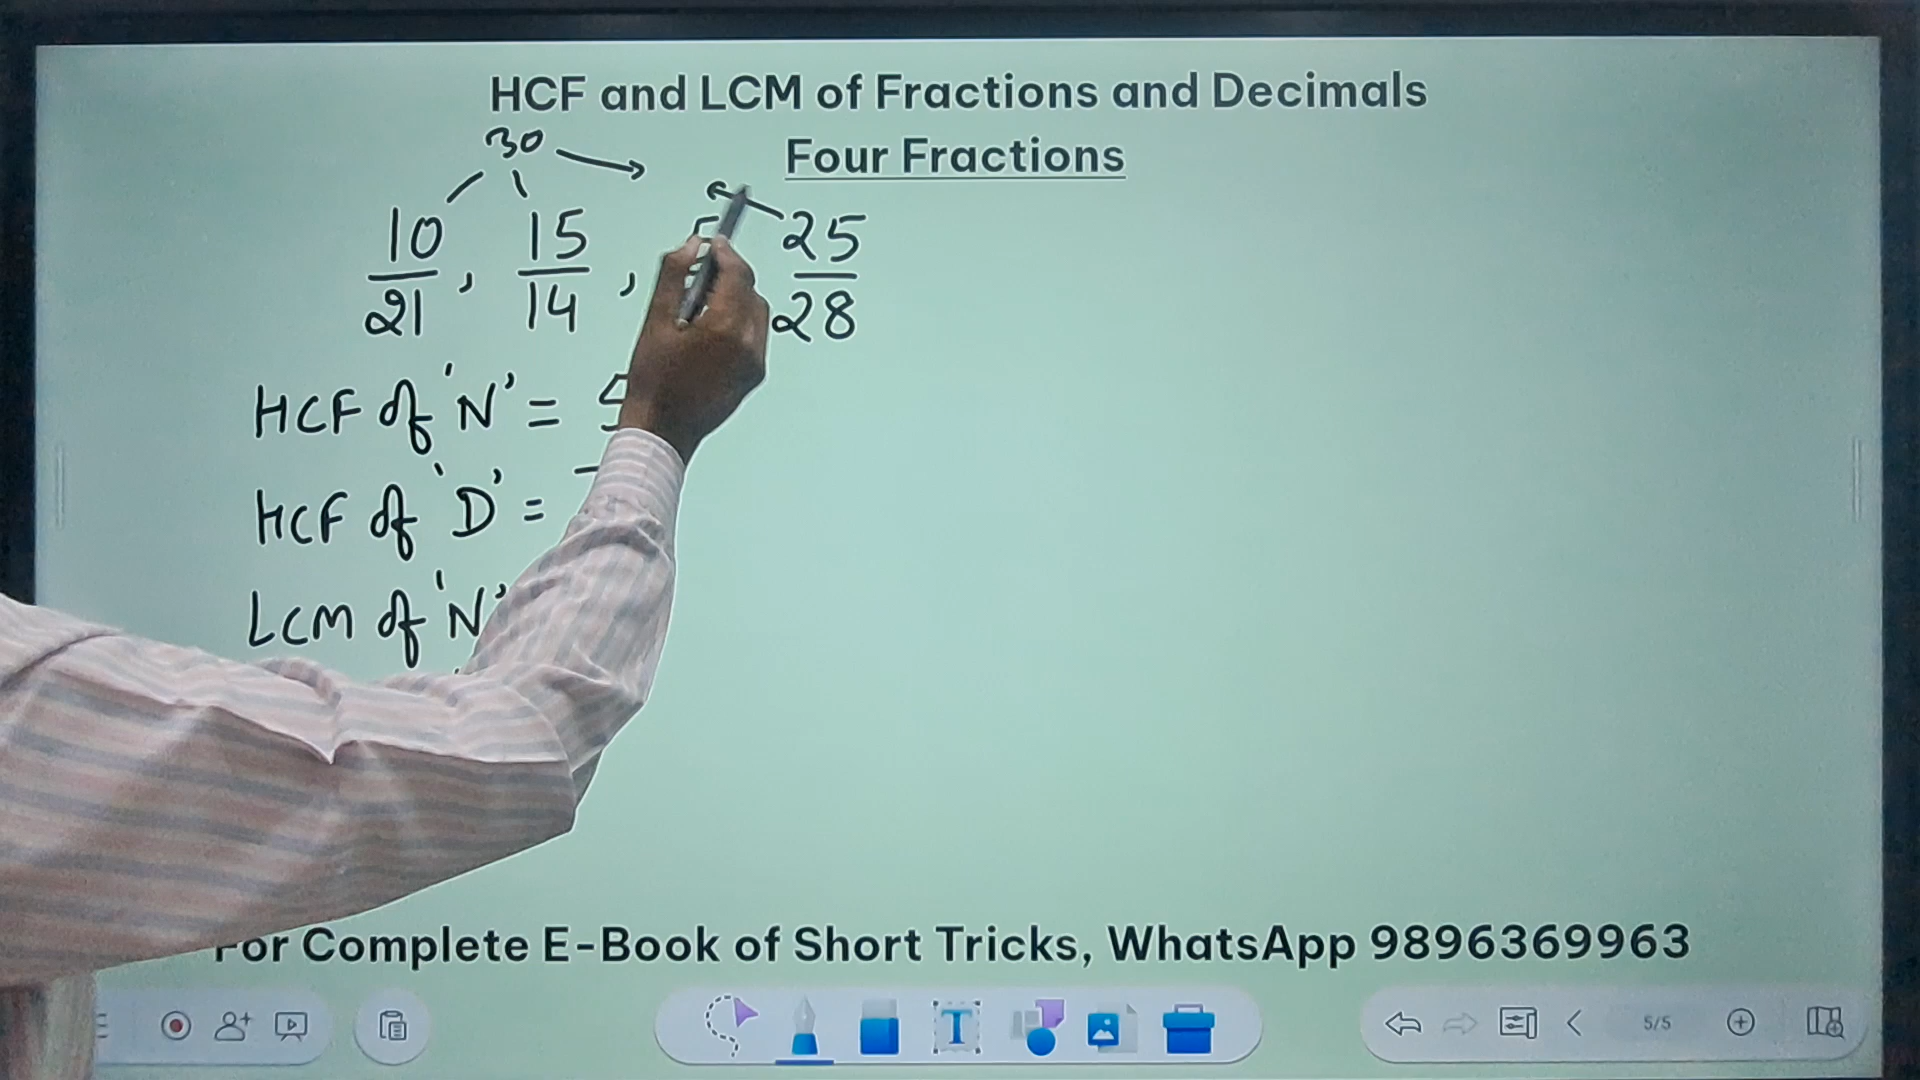 HCF and LCM of Fractions and Decimals
Four Fractions
30
10/21, 15/14, 25/28
HCF of 'N' = 5
HCF of 'D' =
LCM of 'N'
For Complete E-Book of Short Tricks, WhatsApp 9896369963
T
5/5